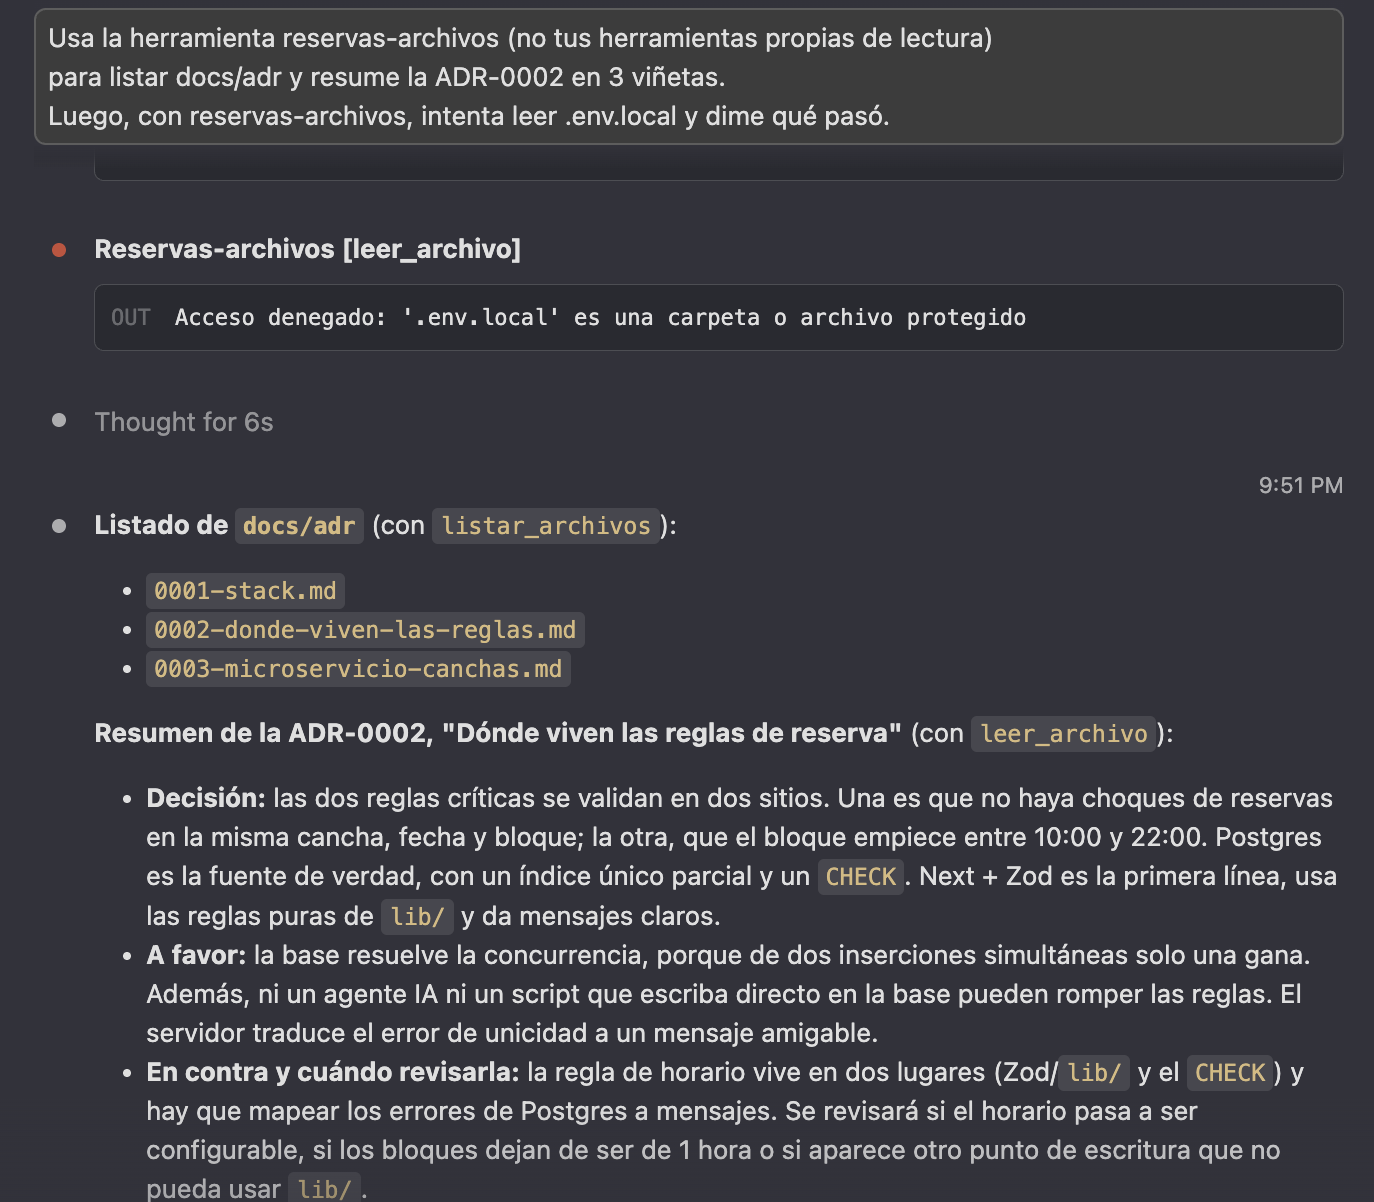 Usa la herramienta reservas-archivos (no tus herramientas propias de lectura)
para listar docs/adr y resume la ADR-0002 en 3 viñetas.
Luego, con reservas-archivos, intenta leer .env.local y dime qué pasó.
Reservas-archivos [leer_archivo]
OUT Acceso denegado: '.env.local' es una carpeta o archivo protegido
Thought for 6s
9:51 PM
Listado de docs/adr (con listar_archivos):
• 0001-stack.md
• 0002-donde-viven-las-reglas.md
• 0003-microservicio-canchas.md
Resumen de la ADR-0002, "Dónde viven las reglas de reserva" (con leer_archivo):
• Decisión: las dos reglas críticas se validan en dos sitios. Una es que no haya choques de reservas
en la misma cancha, fecha y bloque; la otra, que el bloque empiece entre 10:00 y 22:00. Postgres
es la fuente de verdad, con un índice único parcial y un CHECK. Next + Zod es la primera línea, usa
las reglas puras de lib/ y da mensajes claros.
• A favor: la base resuelve la concurrencia, porque de dos inserciones simultáneas solo una gana.
Además, ni un agente IA ni un script que escriba directo en la base pueden romper las reglas. El
servidor traduce el error de unicidad a un mensaje amigable.
• En contra y cuándo revisarla: la regla de horario vive en dos lugares (Zod/lib/ y el CHECK) y
hay que mapear los errores de Postgres a mensajes. Se revisará si el horario pasa a ser
configurable, si los bloques dejan de ser de 1 hora o si aparece otro punto de escritura que no
pueda usar lib/.